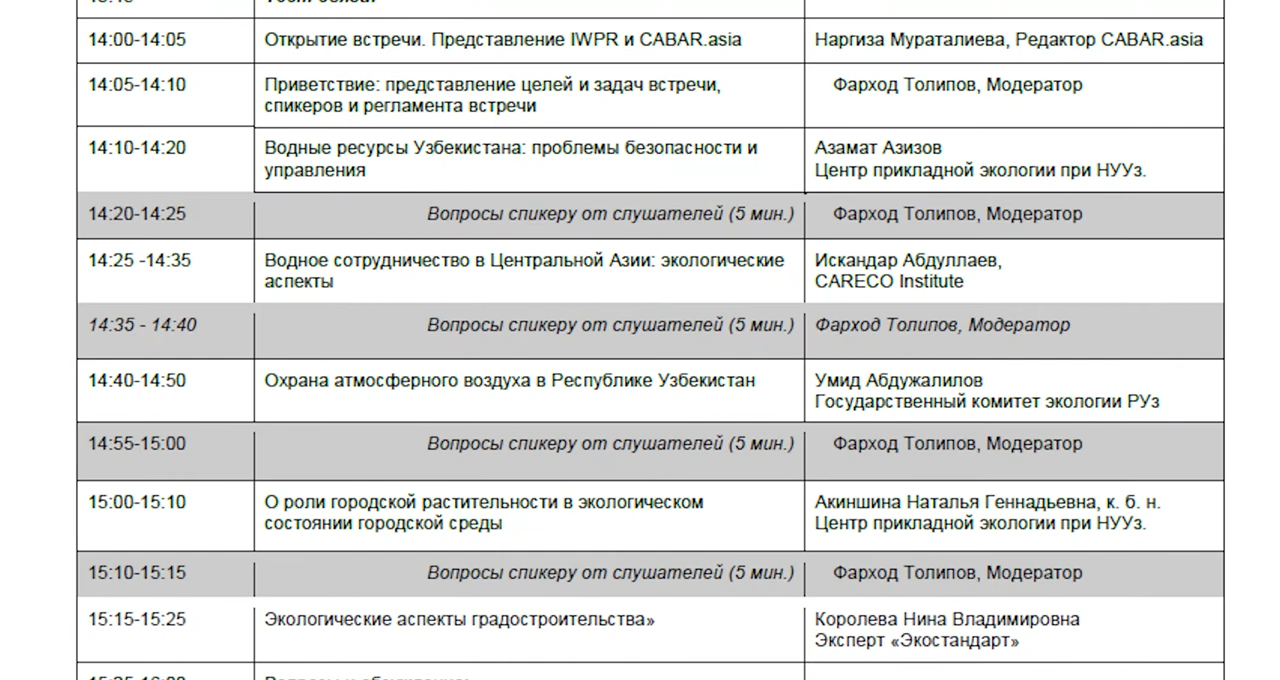 14:00-14:05 Открытие встречи. Представление IWPR и CABAR.asia Наргиза Мураталиева, Редактор CABAR.asia
14:05-14:10 Приветствие: представление целей и задач встречи, Фарход Толипов, Модератор
спикеров и регламента встречи
14:10-14:20 Водные ресурсы Узбекистана: проблемы безопасности и Азамат Азизов
управления Центр прикладной экологии при НУУз.
14:20-14:25 Вопросы спикеру от слушателей (5 мин.) Фарход Толипов, Модератор
14:25 -14:35 Водное сотрудничество в Центральной Азии: экологические Искандар Абдуллаев,
аспекты CARECO Institute
14:35 - 14:40 Вопросы спикеру от слушателей (5 мин.) Фарход Толипов, Модератор
14:40-14:50 Охрана атмосферного воздуха в Республике Узбекистан Умид Абдужалилов
Государственный комитет экологии РУз
14:55-15:00 Вопросы спикеру от слушателей (5 мин.) Фарход Толипов, Модератор
15:00-15:10 О роли городской растительности в экологическом Акиншина Наталья Геннадьевна, к. б. н.
состоянии городской среды Центр прикладной экологии при НУУз.
15:10-15:15 Вопросы спикеру от слушателей (5 мин.) Фарход Толипов, Модератор
15:15-15:25 Экологические аспекты градостроительства» Королева Нина Владимировна
Эксперт «Экостандарт»